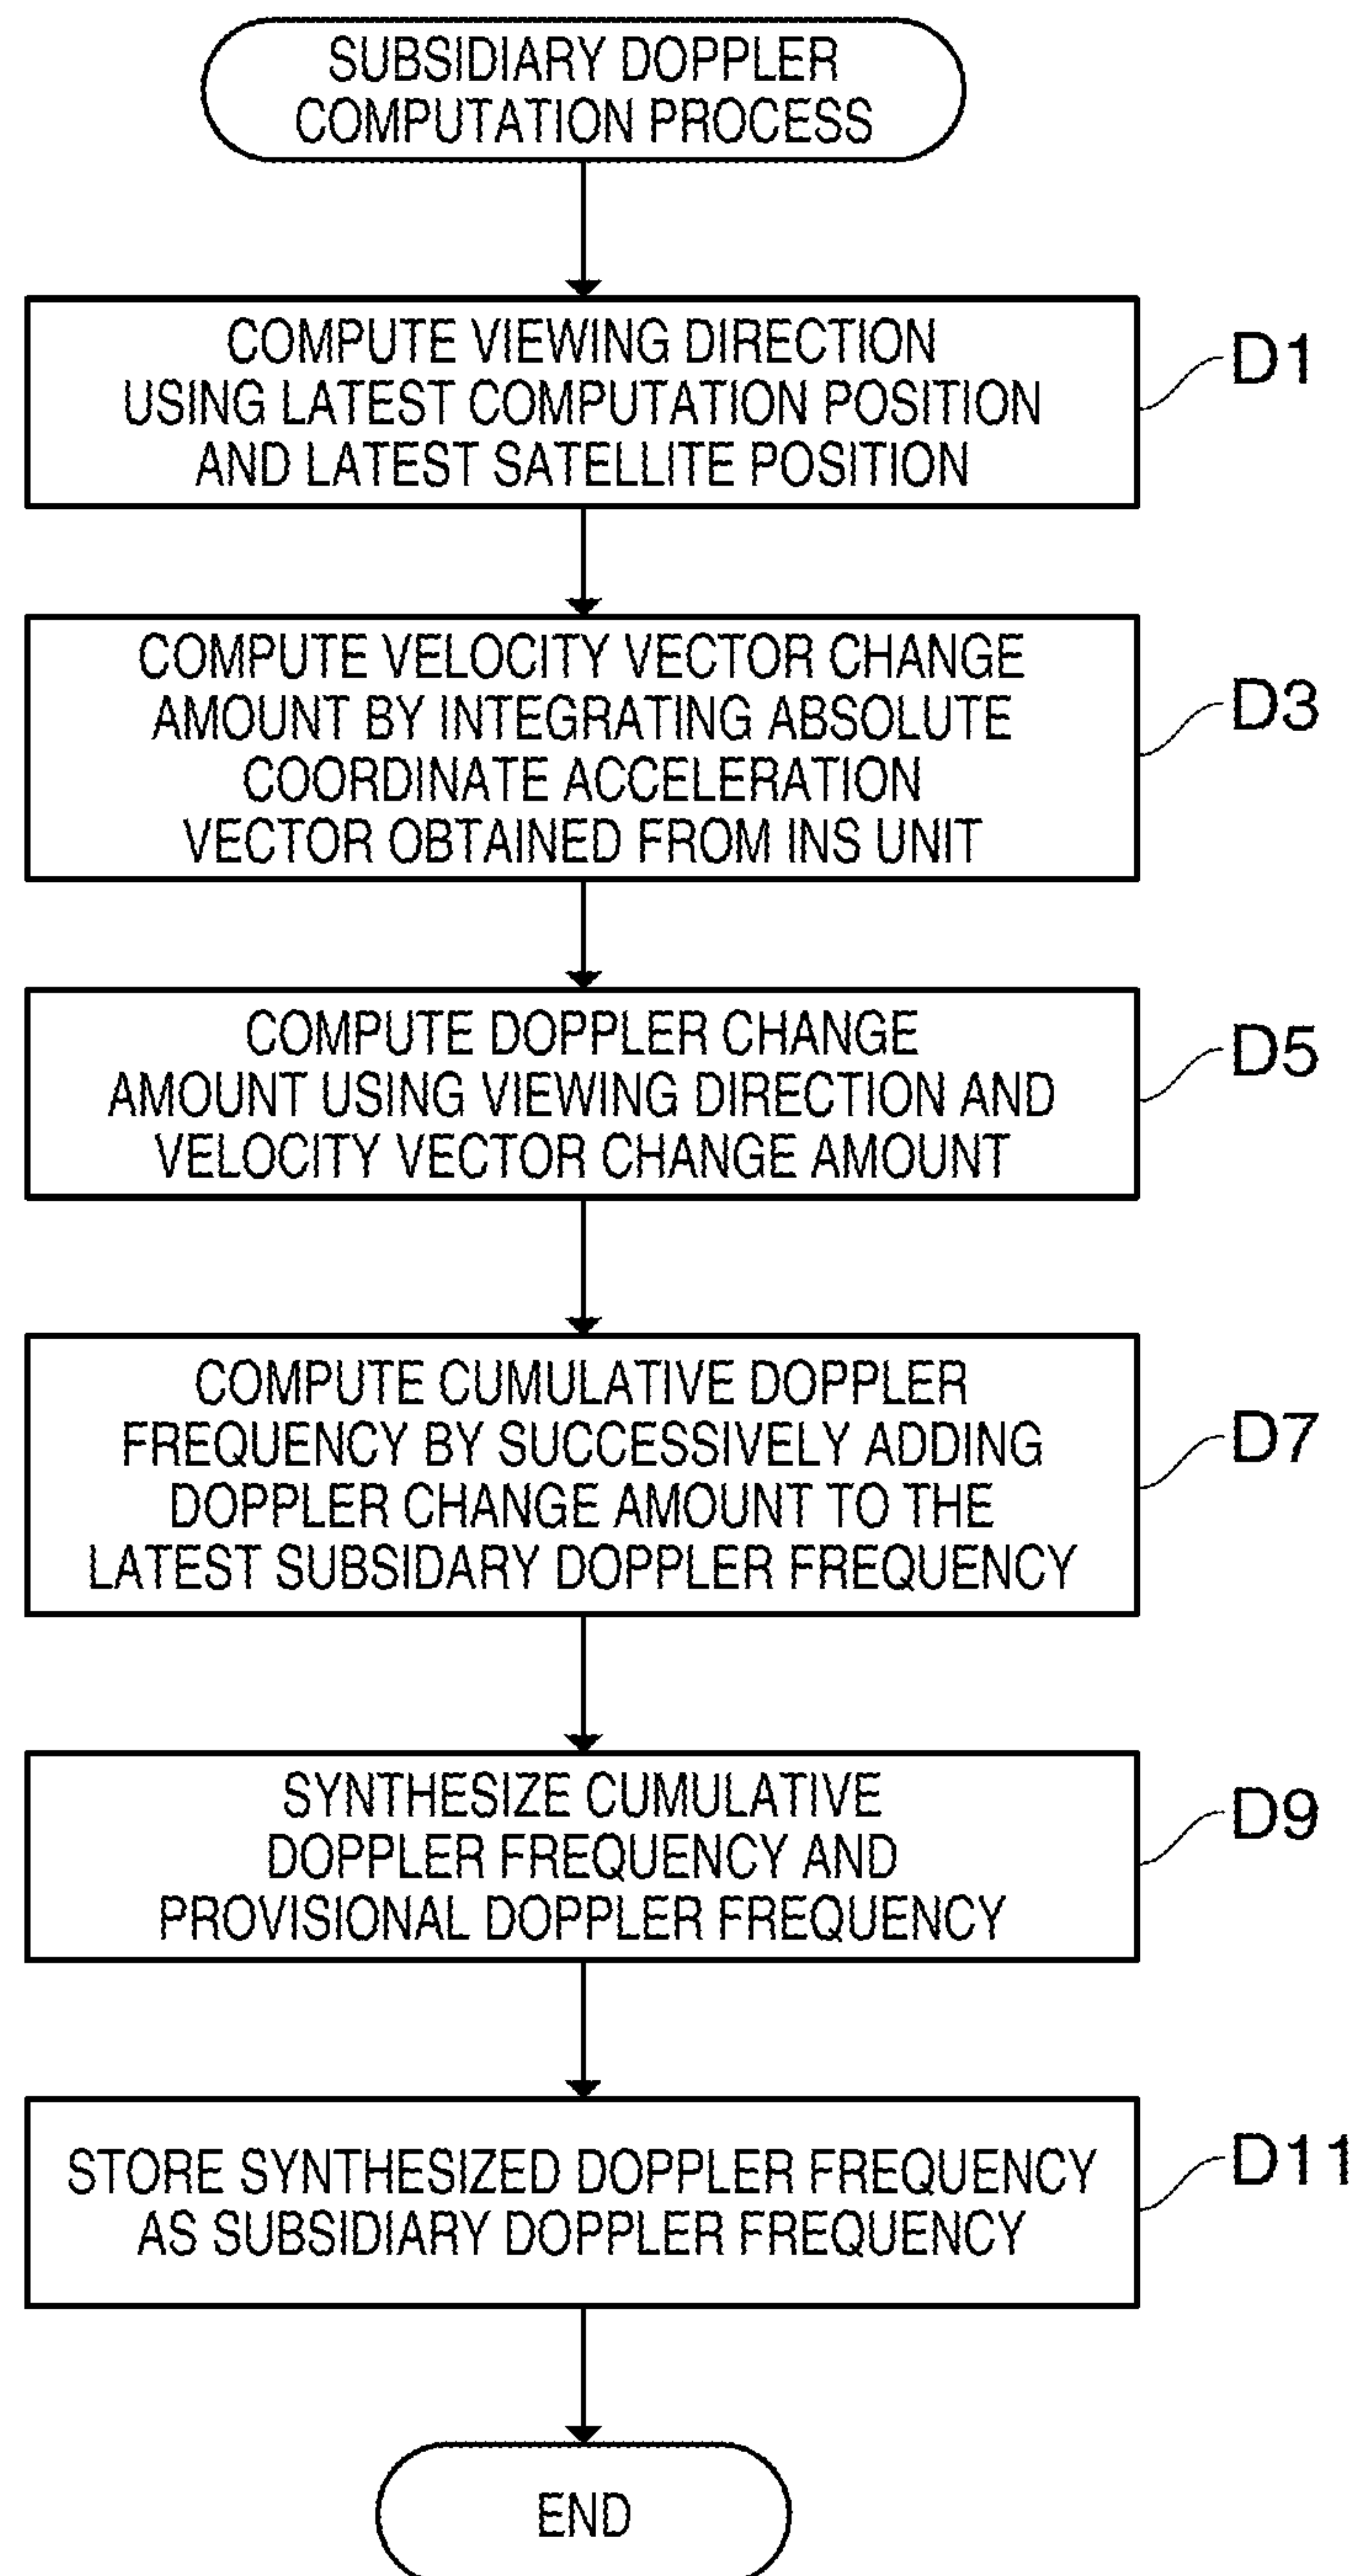 SUBSIDIARY DOPPLER
COMPUTATION PROCESS
COMPUTE VIEWING DIRECTION
USING LATEST COMPUTATION POSITION
AND LATEST SATELLITE POSITION
D1
COMPUTE VELOCITY VECTOR CHANGE
AMOUNT BY INTEGRATING ABSOLUTE
COORDINATE ACCELERATION
VECTOR OBTAINED FROM INS UNIT
D3
COMPUTE DOPPLER CHANGE
AMOUNT USING VIEWING DIRECTION AND
VELOCITY VECTOR CHANGE AMOUNT
D5
COMPUTE CUMULATIVE DOPPLER
FREQUENCY BY SUCCESSIVELY ADDING
DOPPLER CHANGE AMOUNT TO THE
LATEST SUBSIDARY DOPPLER FREQUENCY
D7
SYNTHESIZE CUMULATIVE
DOPPLER FREQUENCY AND
PROVISIONAL DOPPLER FREQUENCY
D9
STORE SYNTHESIZED DOPPLER FREQUENCY
AS SUBSIDIARY DOPPLER FREQUENCY
D11
END